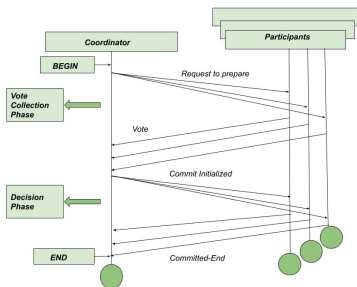 Coordinator
Participants
BEGIN
Request to prepare
Vote
Collection
Phase
Vote
Commit Initialized
Decision
Phase
END
Committed-End